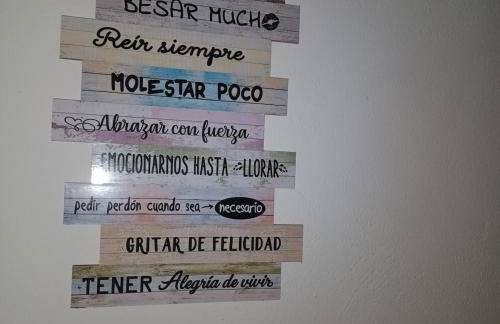 BESAR MUCHO
Reír siempre
MOLESTAR POCO
Abrazar con fuerza
EMOCIONARNOS HASTA LLORAR
pedir perdón cuando sea → necesario
GRITAR DE FELICIDAD
TENER Alegría de vivir